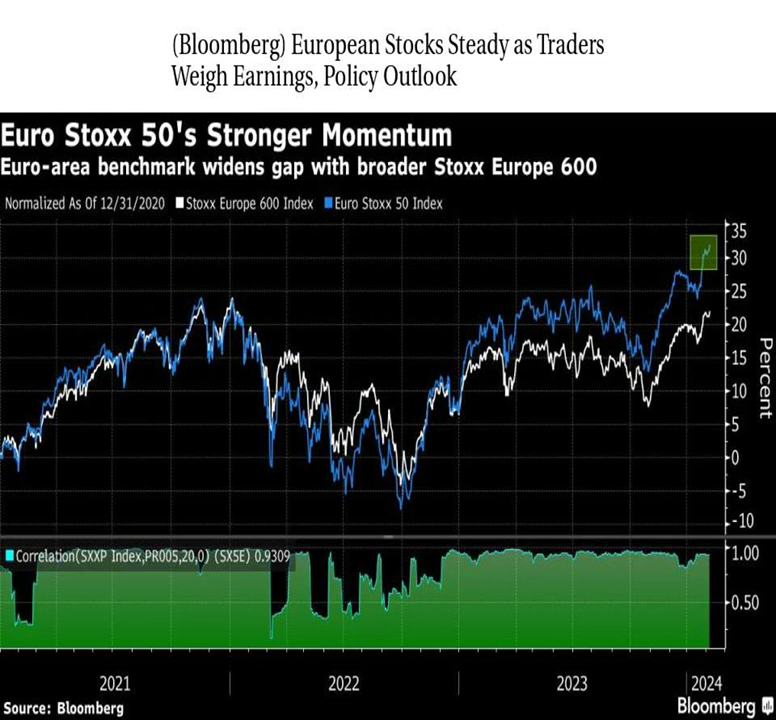 (Bloomberg) European Stocks Steady as Traders
Weigh Earnings, Policy Outlook
Euro Stoxx 50's Stronger Momentum
Euro-area benchmark widens gap with broader Stoxx Europe 600
Normalized As Of 12/31/2020 Stoxx Europe 600 Index Euro Stoxx 50 Index
35
30
25
20
15
10
5
0
-5
-10
Percent
Correlation(SXXP Index,PR005,20,0) (SX5E) 0.9309
1.00
0.50
2021 2022 2023 2024
Source: Bloomberg
Bloomberg